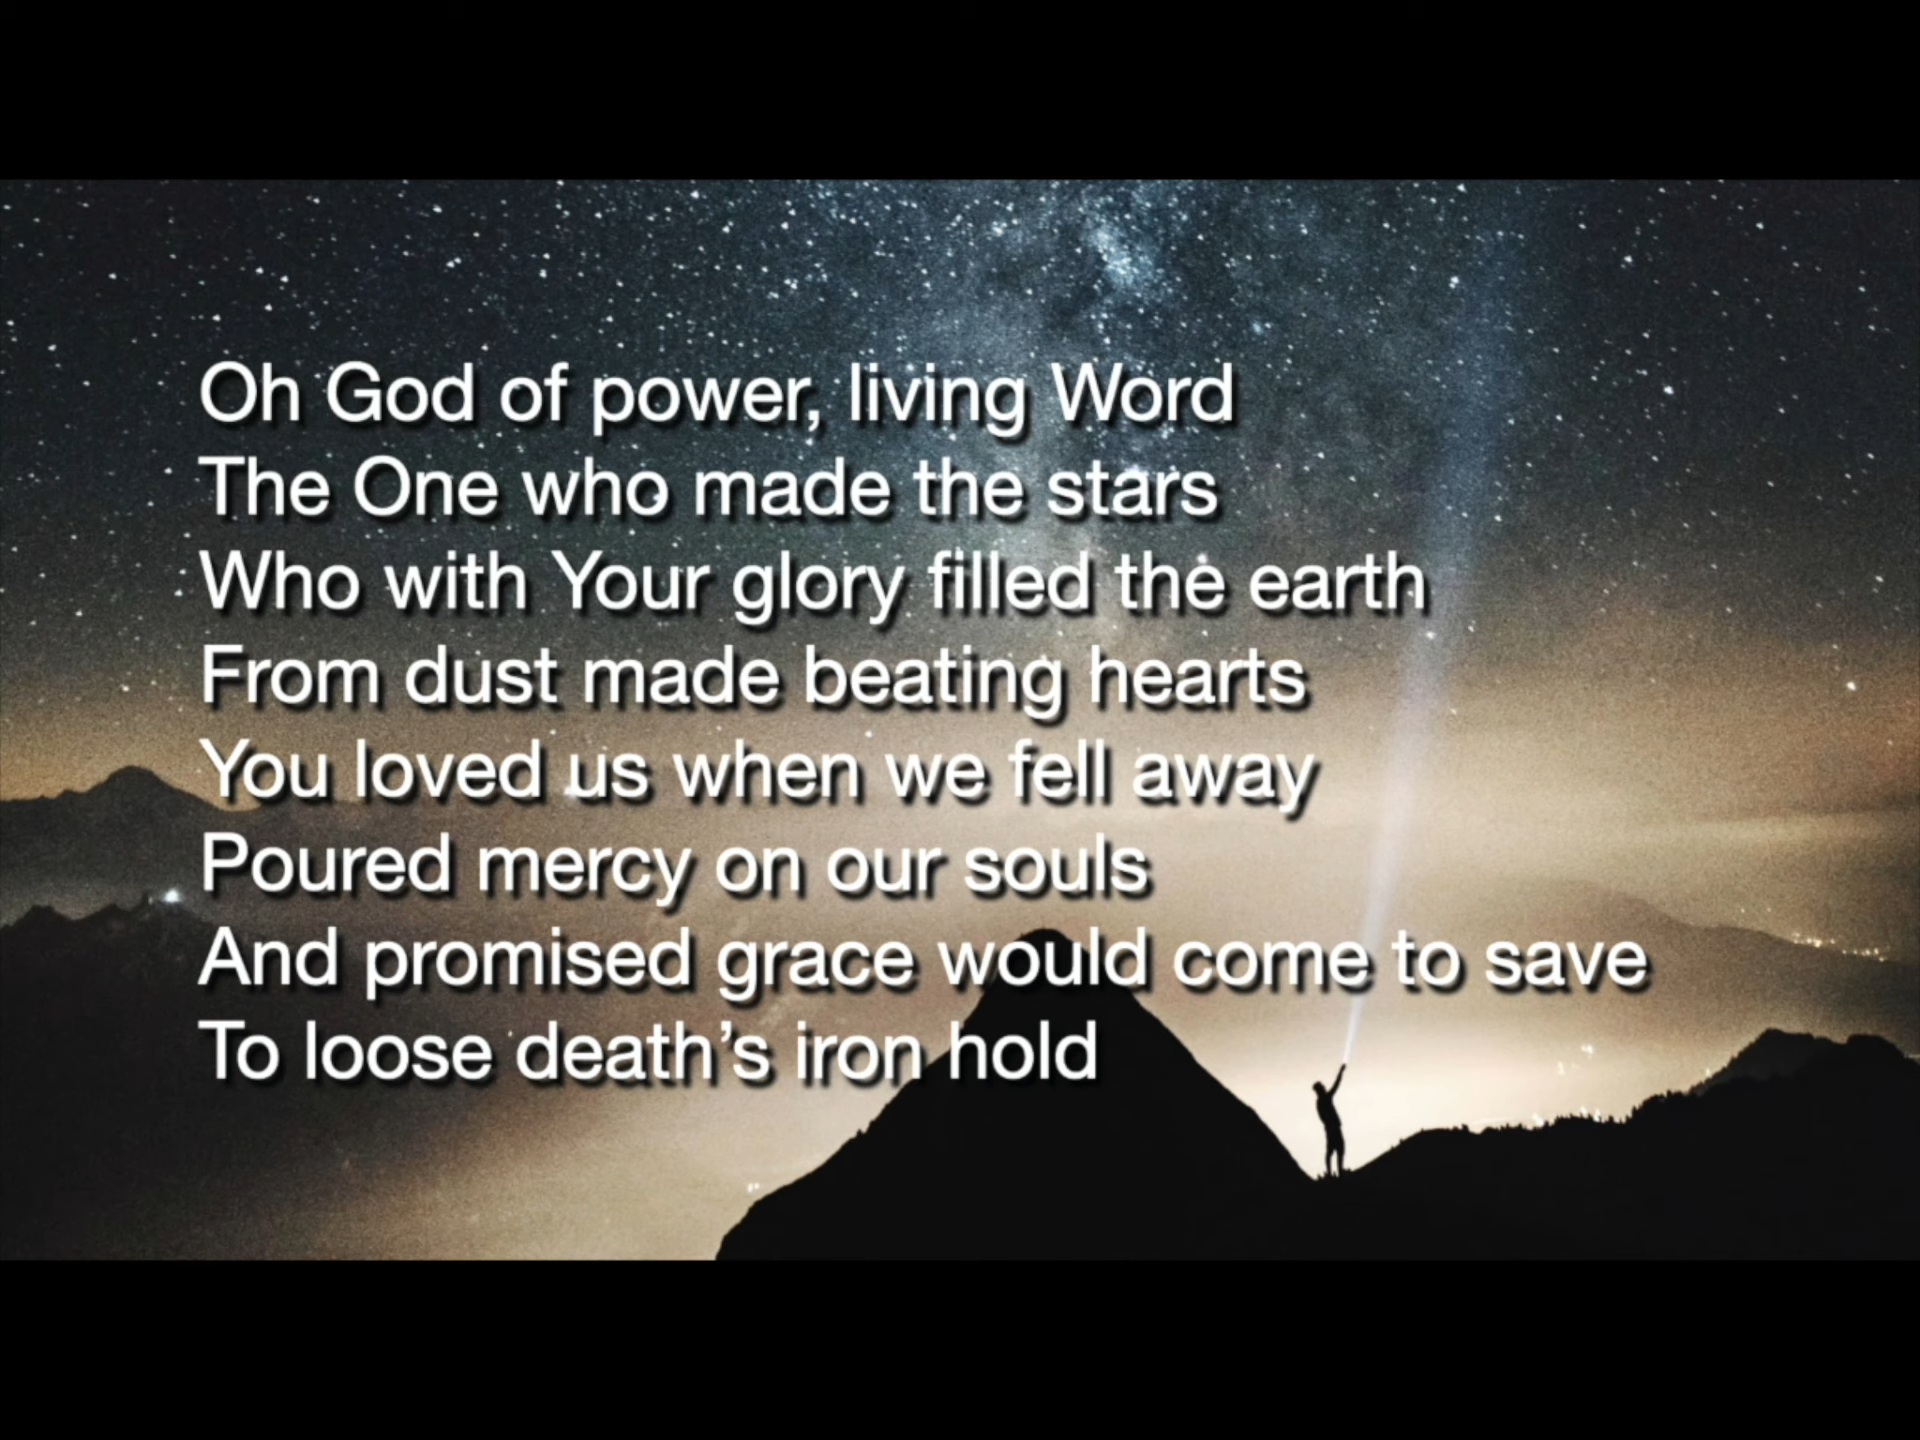 Oh God of power, living Word
The One who made the stars
Who with Your glory filled the earth
From dust made beating hearts
You loved us when we fell away
Poured mercy on our souls
And promised grace would come to save
To loose death’s iron hold